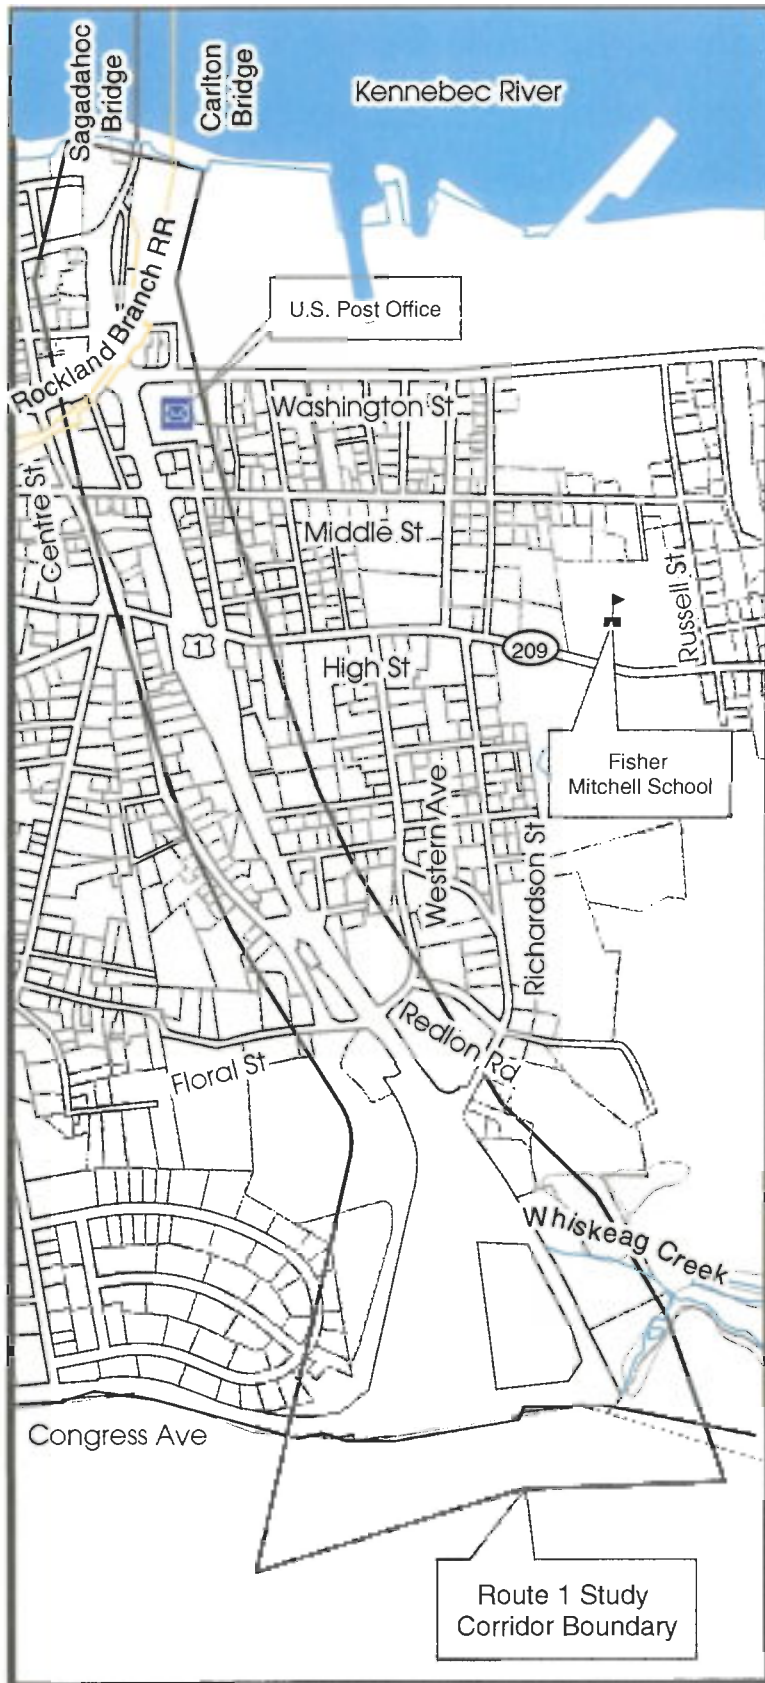 Sagadahoc
Bridge
Carlton
Bridge
Kennebec River
Rockland Branch RR
U.S. Post Office
Washington St
Centre St
Middle St
1
High St
209
Russell St
Fisher
Mitchell School
Western Ave
Richardson St
Redlon Rd
Floral St
Whiskeag Creek
Congress Ave
Route 1 Study
Corridor Boundary